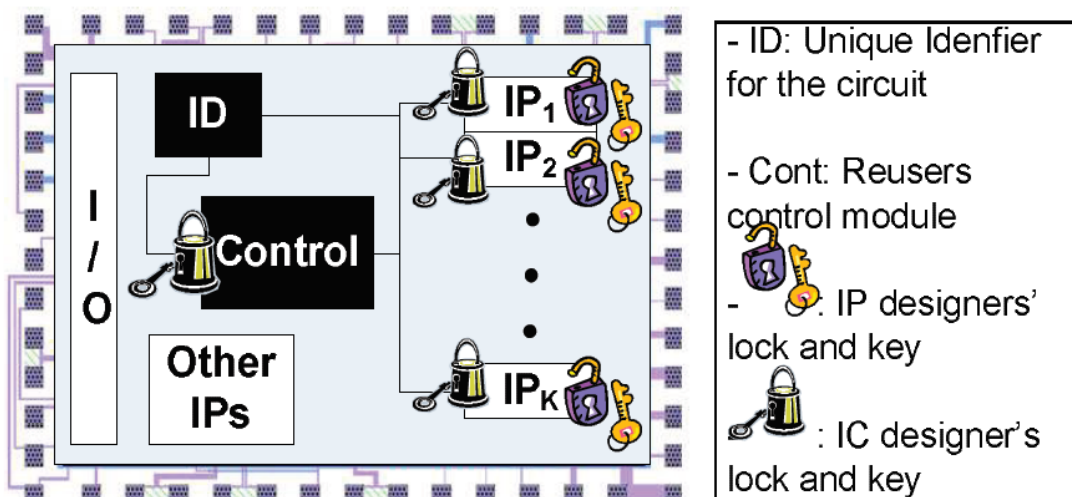 I
/
O
ID
Control
Other
IPs
IP₁
IP₂
IPK
- ID: Unique Idenfier
for the circuit
- Cont: Reusers
control module
- : IP designers'
lock and key
: IC designer's
lock and key